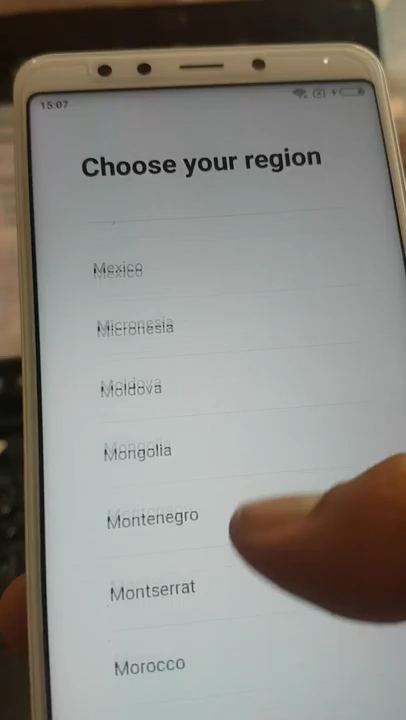 15:07
Choose your region
Mexico
Micronesia
Moldova
Mongolia
Montenegro
Montserrat
Morocco